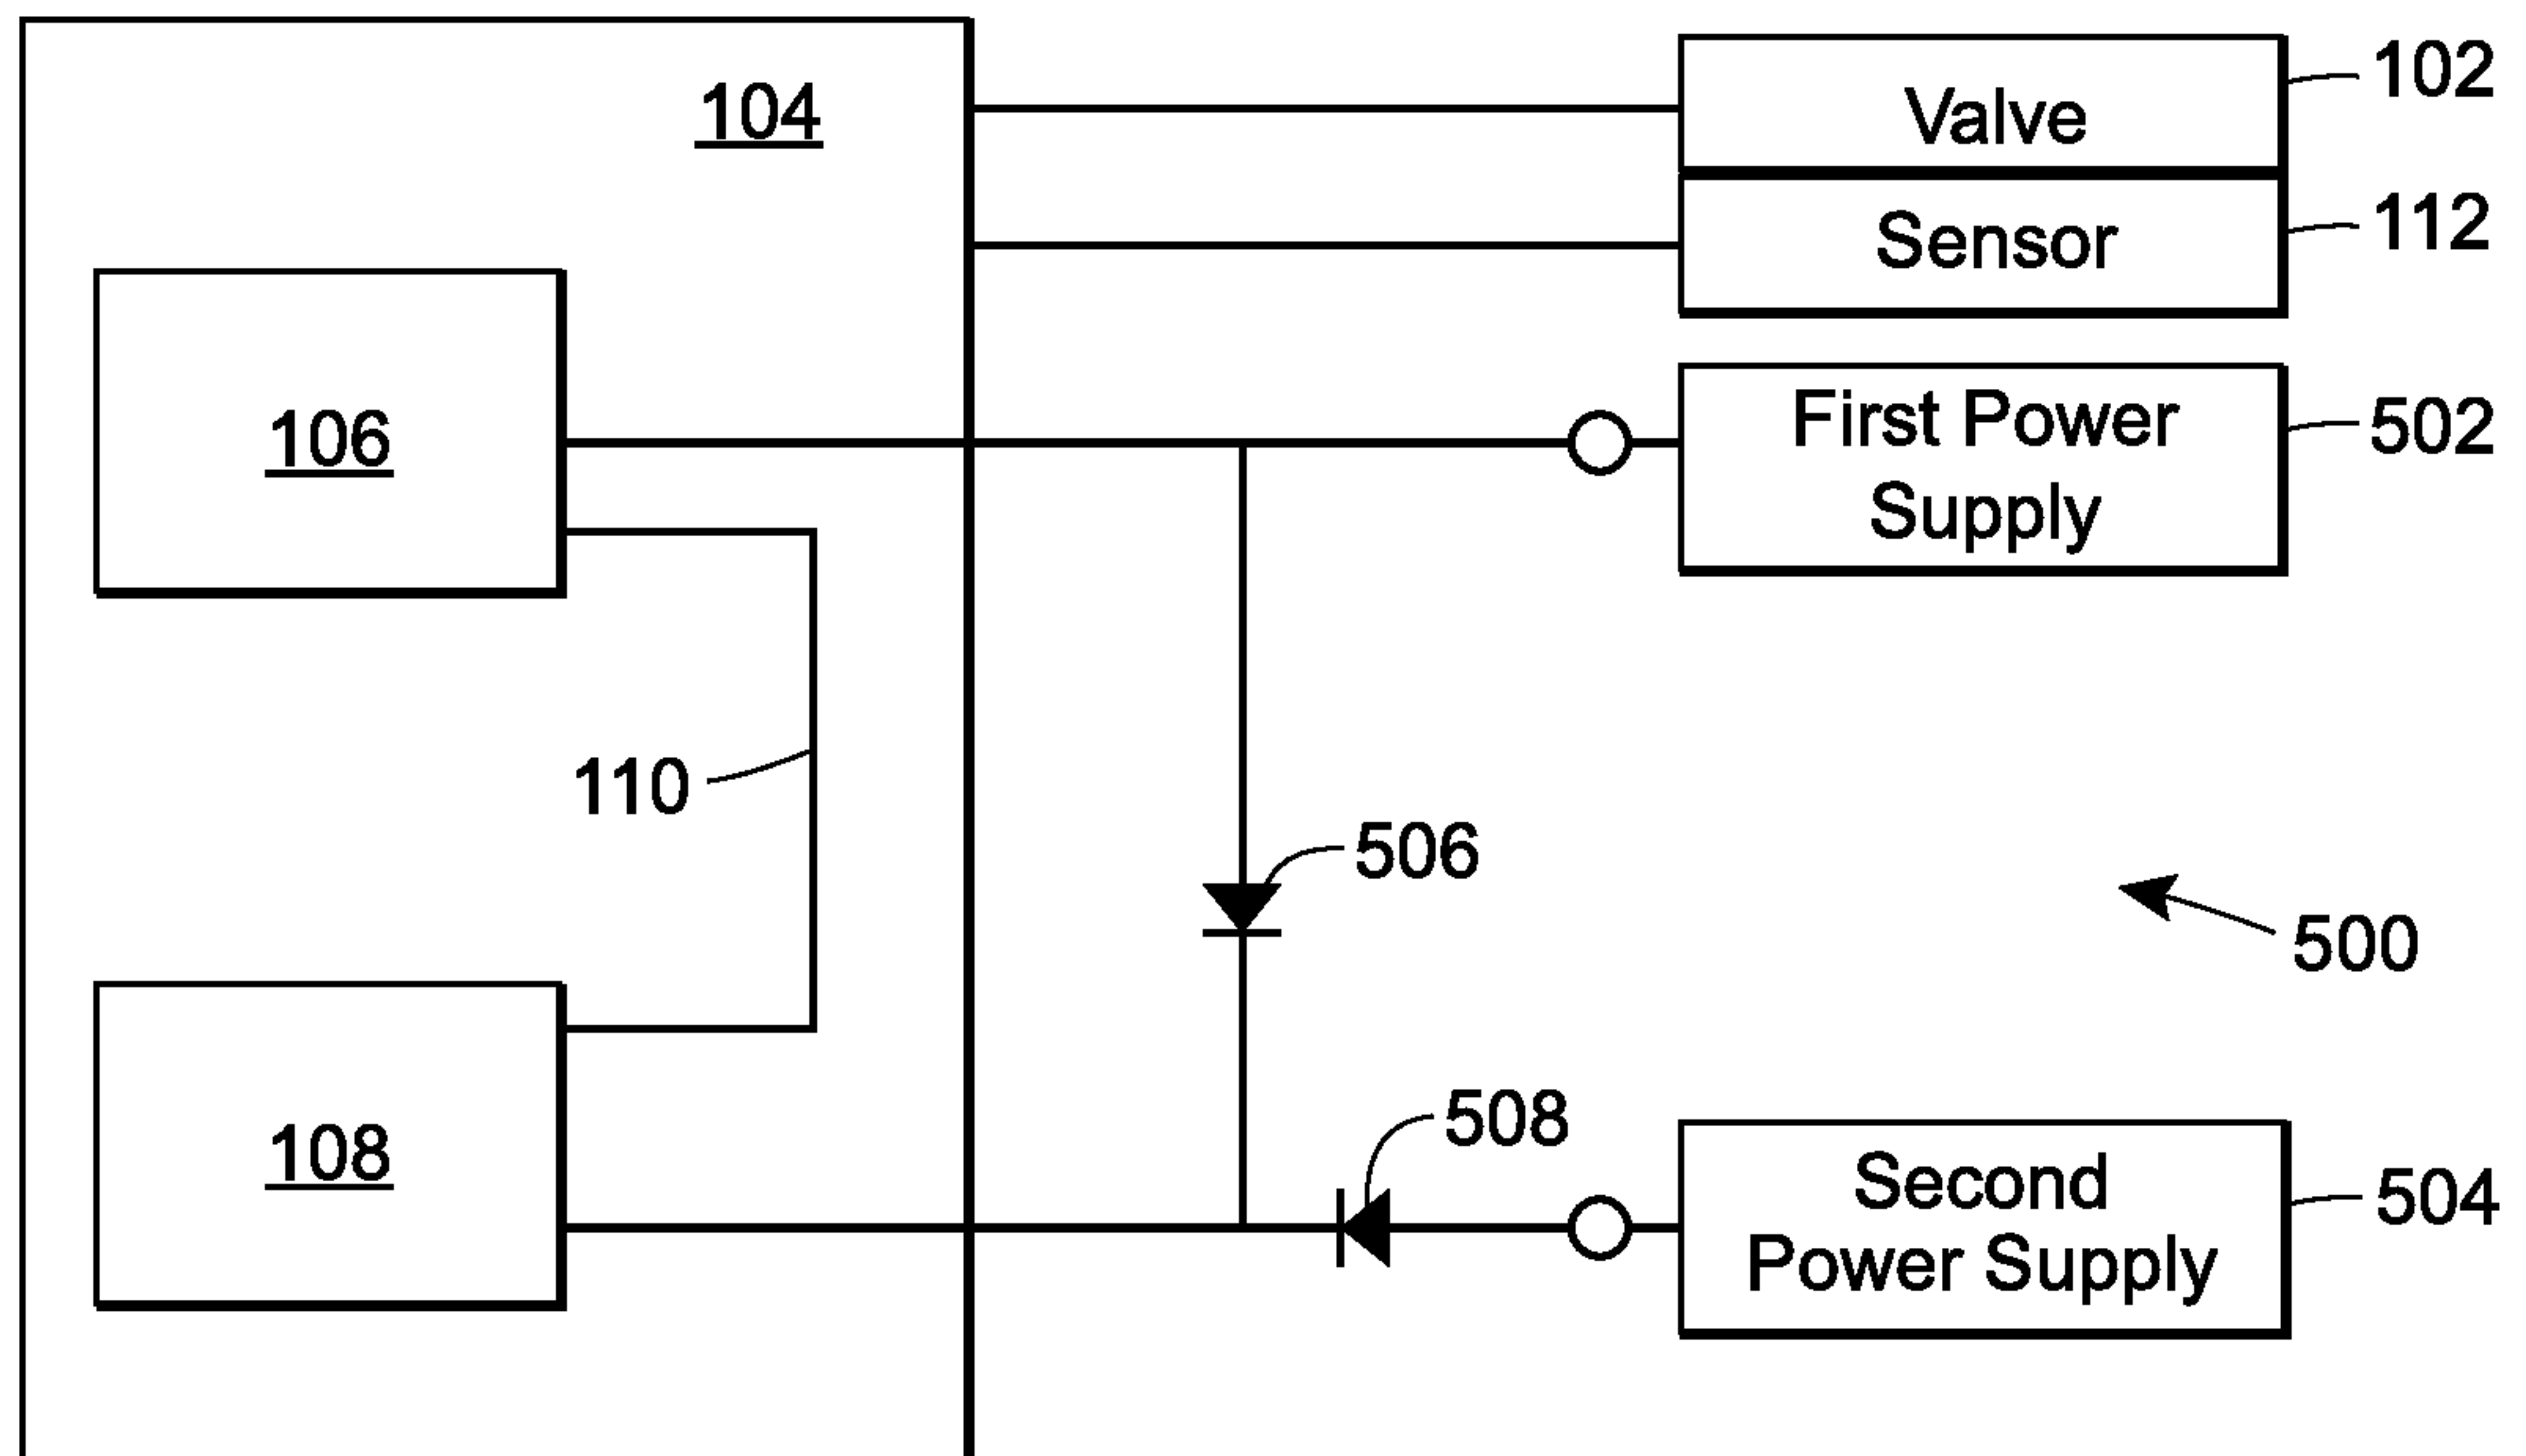 104
Valve
102
Sensor
112
106
First Power
Supply
502
110
506
500
108
508
Second
Power Supply
504